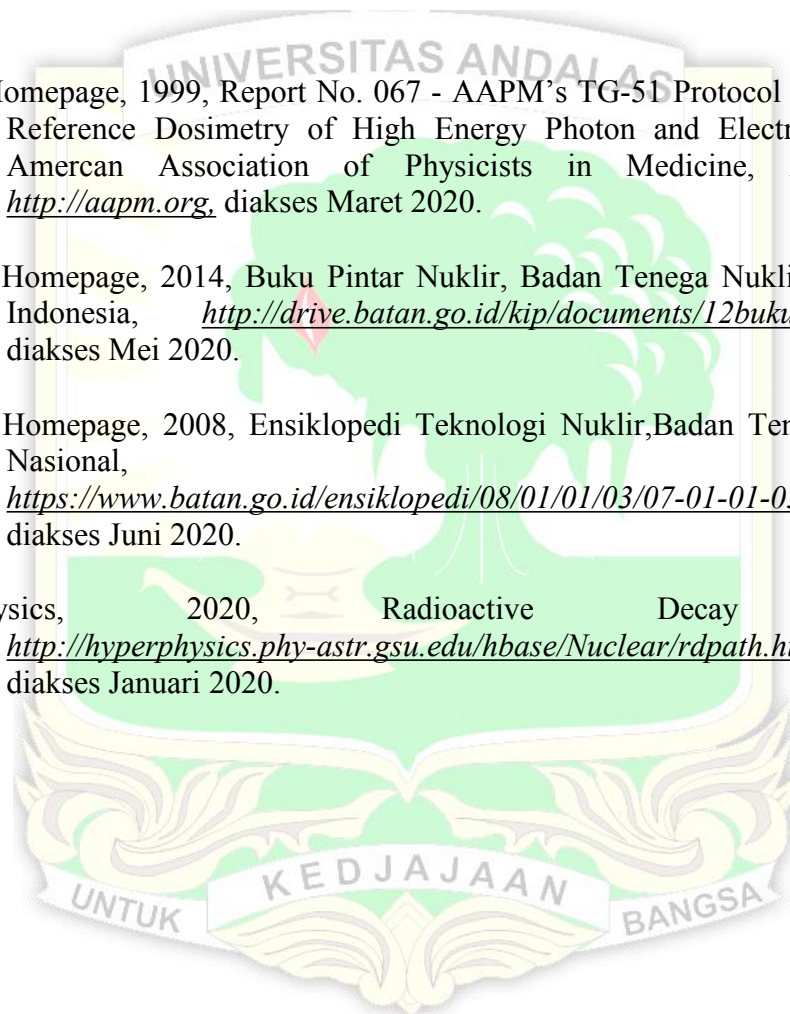 UNIVERSITAS ANDALAS
Homepage, 1999, Report No. 067 - AAPM's TG-51 Protocol
Reference Dosimetry of High Energy Photon and
Amercan Association of Physicists in Medicine,
http://aapm.org, diakses Maret 2020.
Homepage, 2014, Buku Pintar Nuklir, Badan Tenega
Indonesia, http://drive.batan.go.id/kip/documents/12buku
diakses Mei 2020.
Homepage, 2008, Ensiklopedi Teknologi Nuklir,Badan
Nasional,
https://www.batan.go.id/ensiklopedi/08/01/01/03/07-01-01-03
diakses Juni 2020.
ysics, 2020, Radioactive Decay
http://hyperphysics.phy-astr.gsu.edu/hbase/Nuclear/rdpath.h
diakses Januari 2020.
UNTUK KEDJAJAAN BANGSA